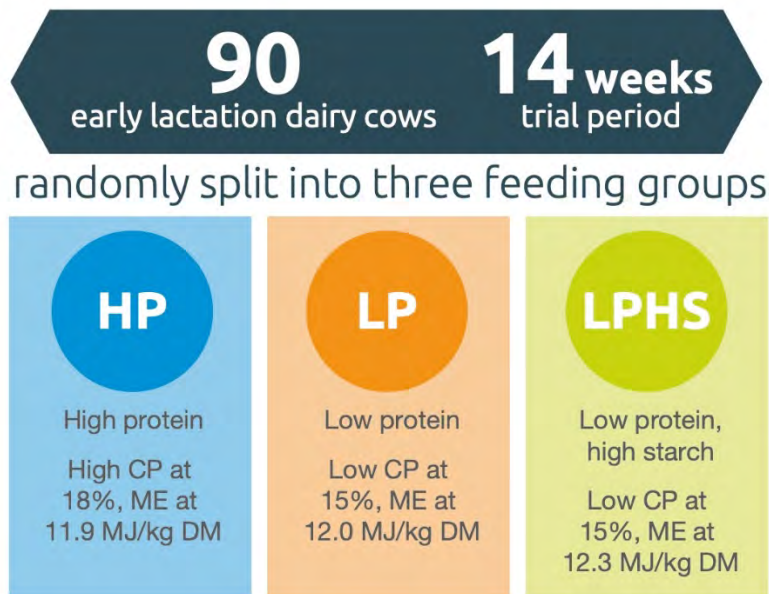 90
early lactation dairy cows
14 weeks
trial period
randomly split into three feeding groups
HP
High protein
High CP at
18%, ME at
11.9 MJ/kg DM
LP
Low protein
Low CP at
15%, ME at
12.0 MJ/kg DM
LPHS
Low protein,
high starch
Low CP at
15%, ME at
12.3 MJ/kg DM